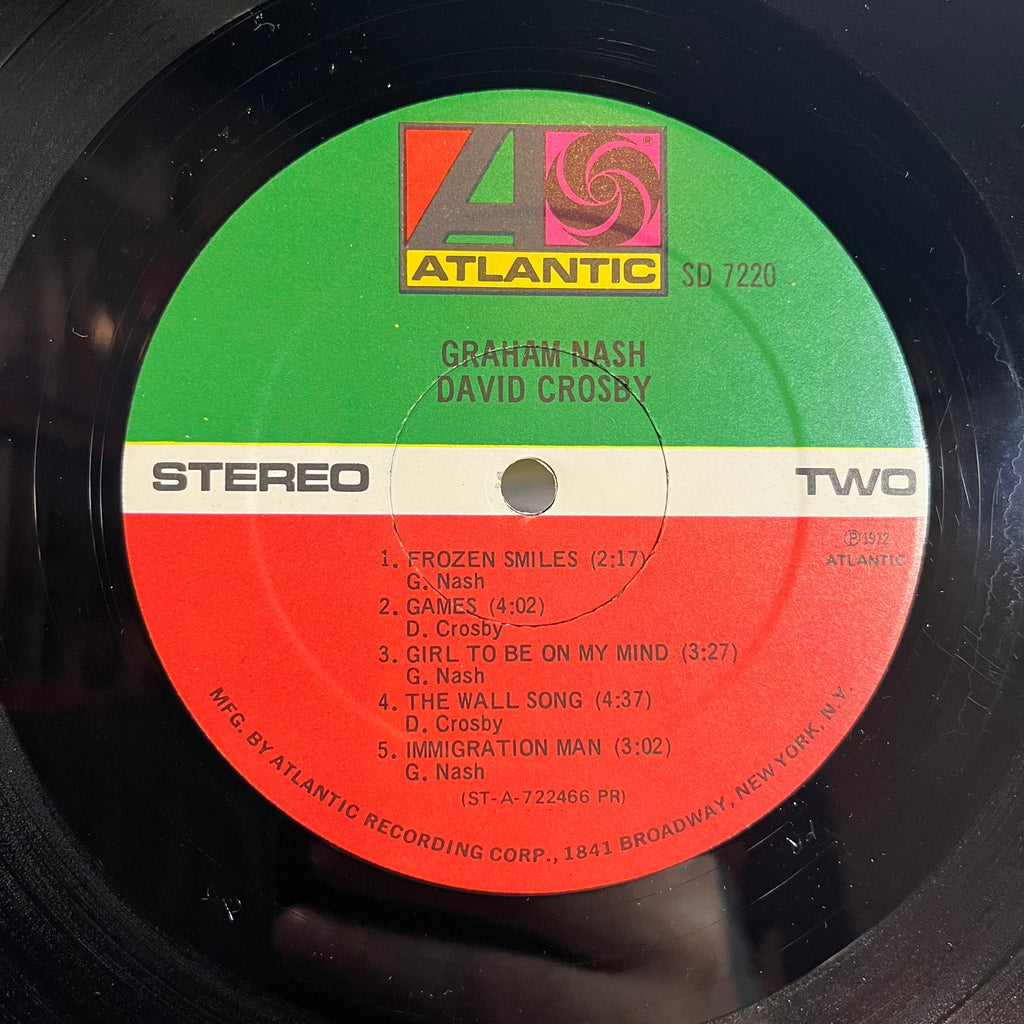 A ®
ATLANTIC
SD 7220
GRAHAM NASH
DAVID CROSBY
STEREO
TWO
℗ 1972
ATLANTIC
1. FROZEN SMILES (2:17)
G. Nash
2. GAMES (4:02)
D. Crosby
3. GIRL TO BE ON MY MIND (3:27)
G. Nash
4. THE WALL SONG (4:37)
D. Crosby
5. IMMIGRATION MAN (3:02)
G. Nash
(ST-A-722466 PR)
MFG. BY ATLANTIC RECORDING CORP., 1841 BROADWAY, NEW YORK, N.Y.